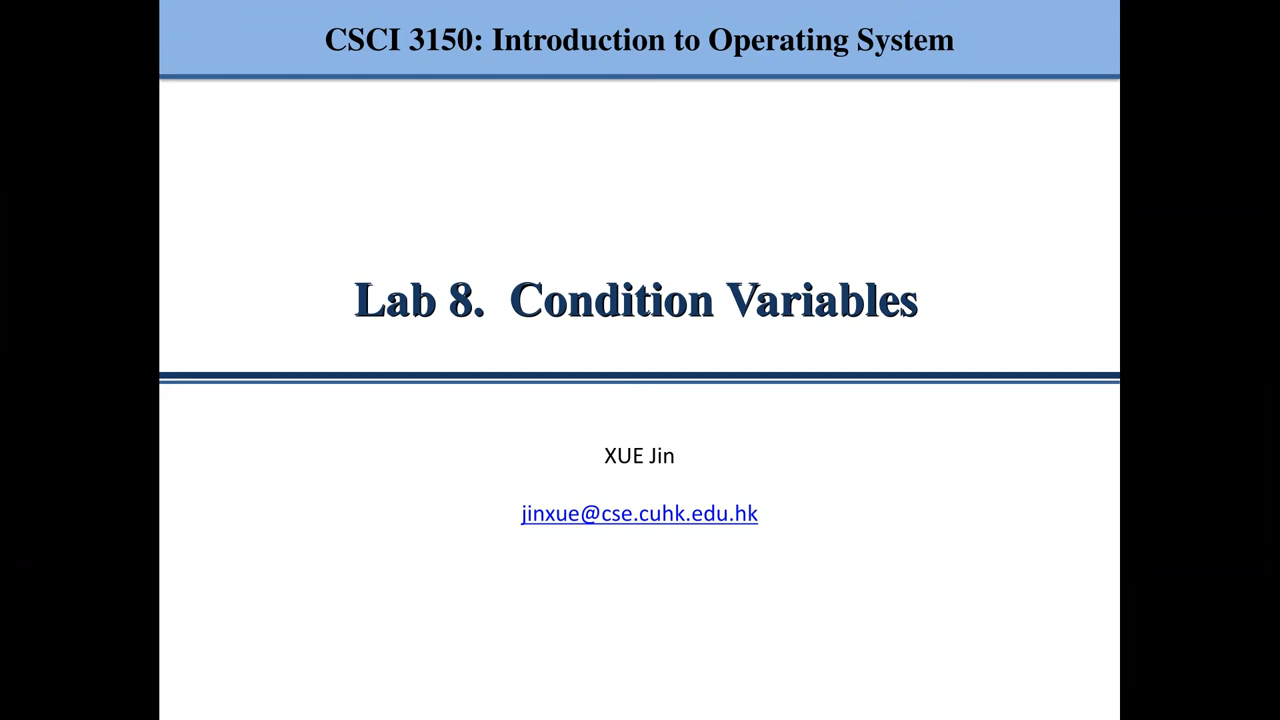 CSCI 3150: Introduction to Operating System
Lab 8. Condition Variables
XUE Jin
jinxue@cse.cuhk.edu.hk